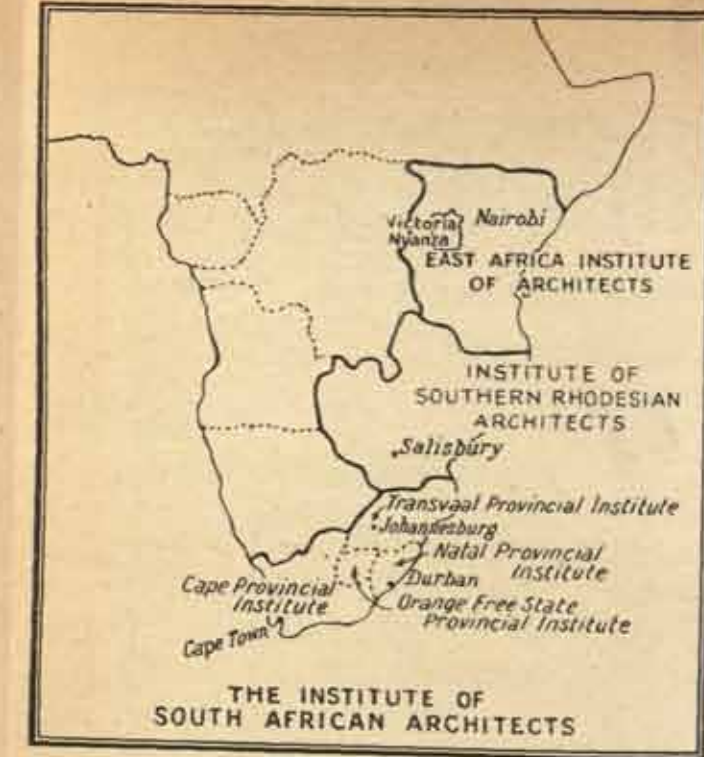 Victoria
Nyanza
Nairobi
EAST AFRICA INSTITUTE
OF ARCHITECTS
INSTITUTE OF
SOUTHERN RHODESIAN
ARCHITECTS
Salisbury
Transvaal Provincial Institute
Johannesburg
Natal Provincial
Institute
Durban
Cape Provincial
Institute
Orange Free State
Provincial Institute
Cape Town
THE INSTITUTE OF
SOUTH AFRICAN ARCHITECTS